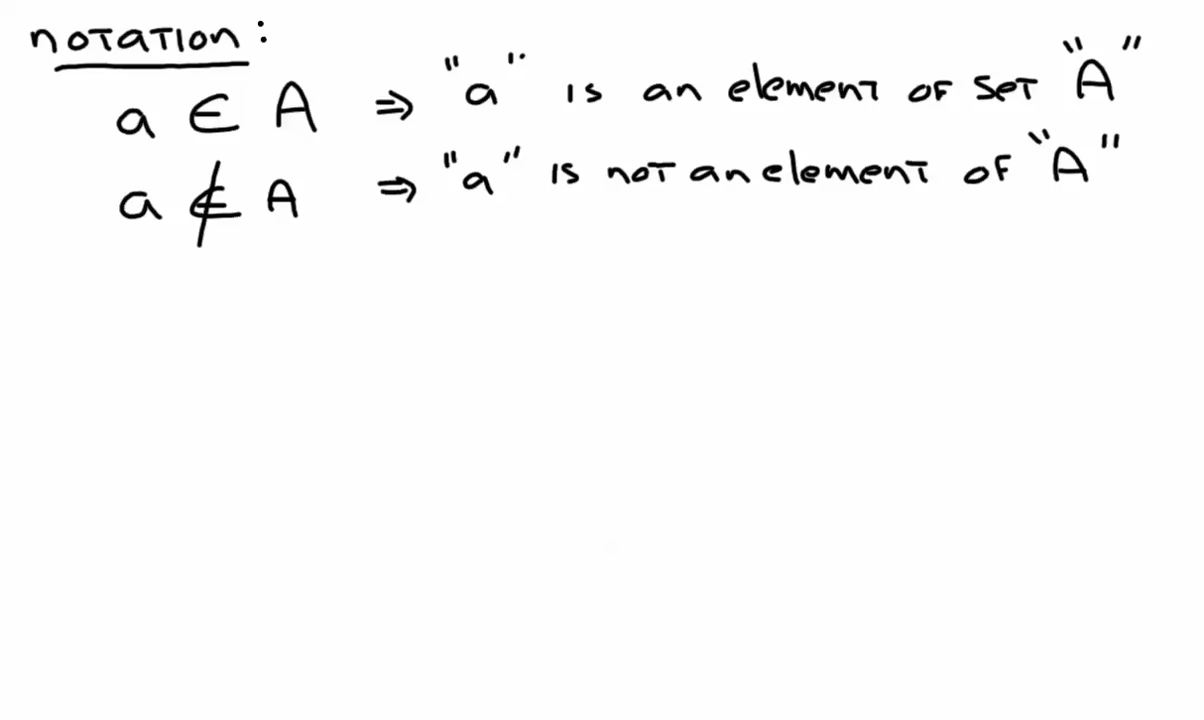 notation:
a ∈ A ⇒ "a" is an element of set "A"
a ∉ A ⇒ "a" is not an element of "A"